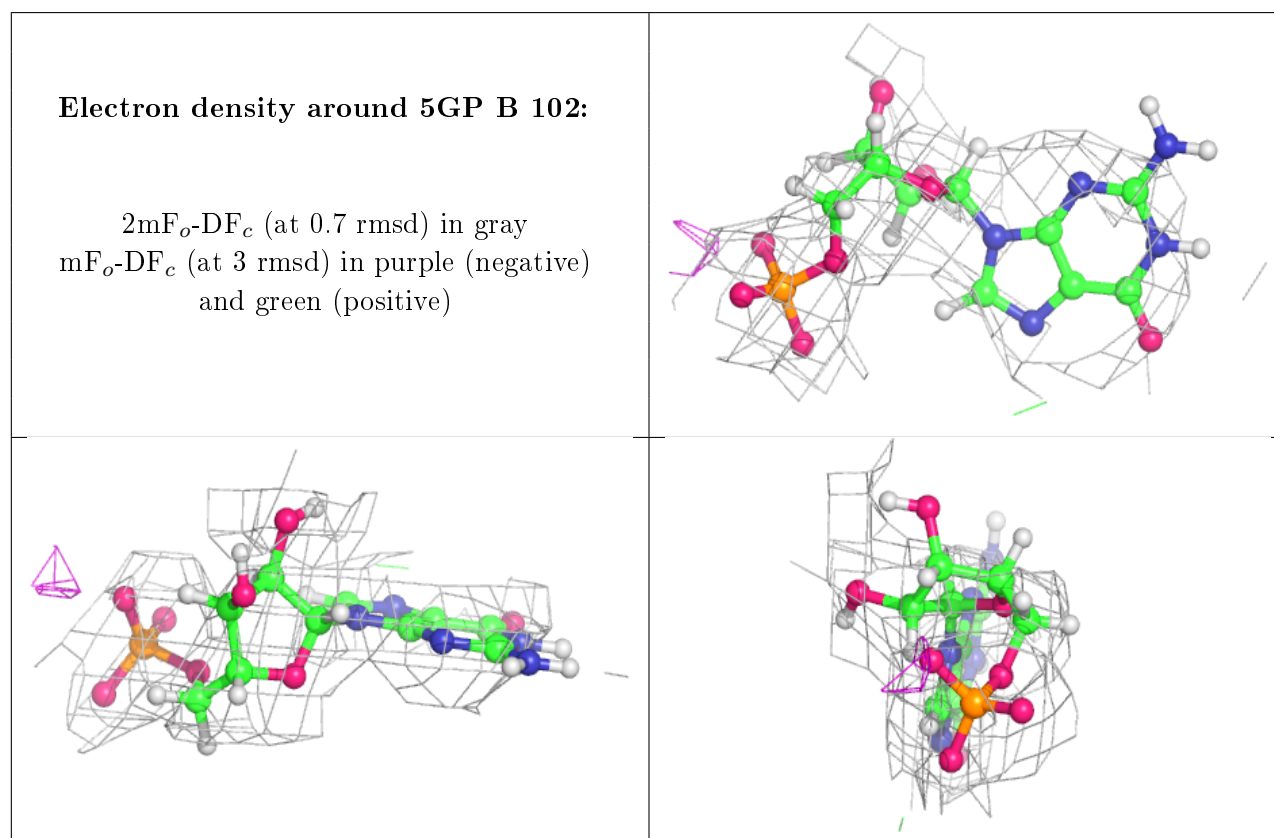 Electron density around 5GP B 102:
2mFo-DFc (at 0.7 rmsd) in gray
mFo-DFc (at 3 rmsd) in purple (negative)
and green (positive)